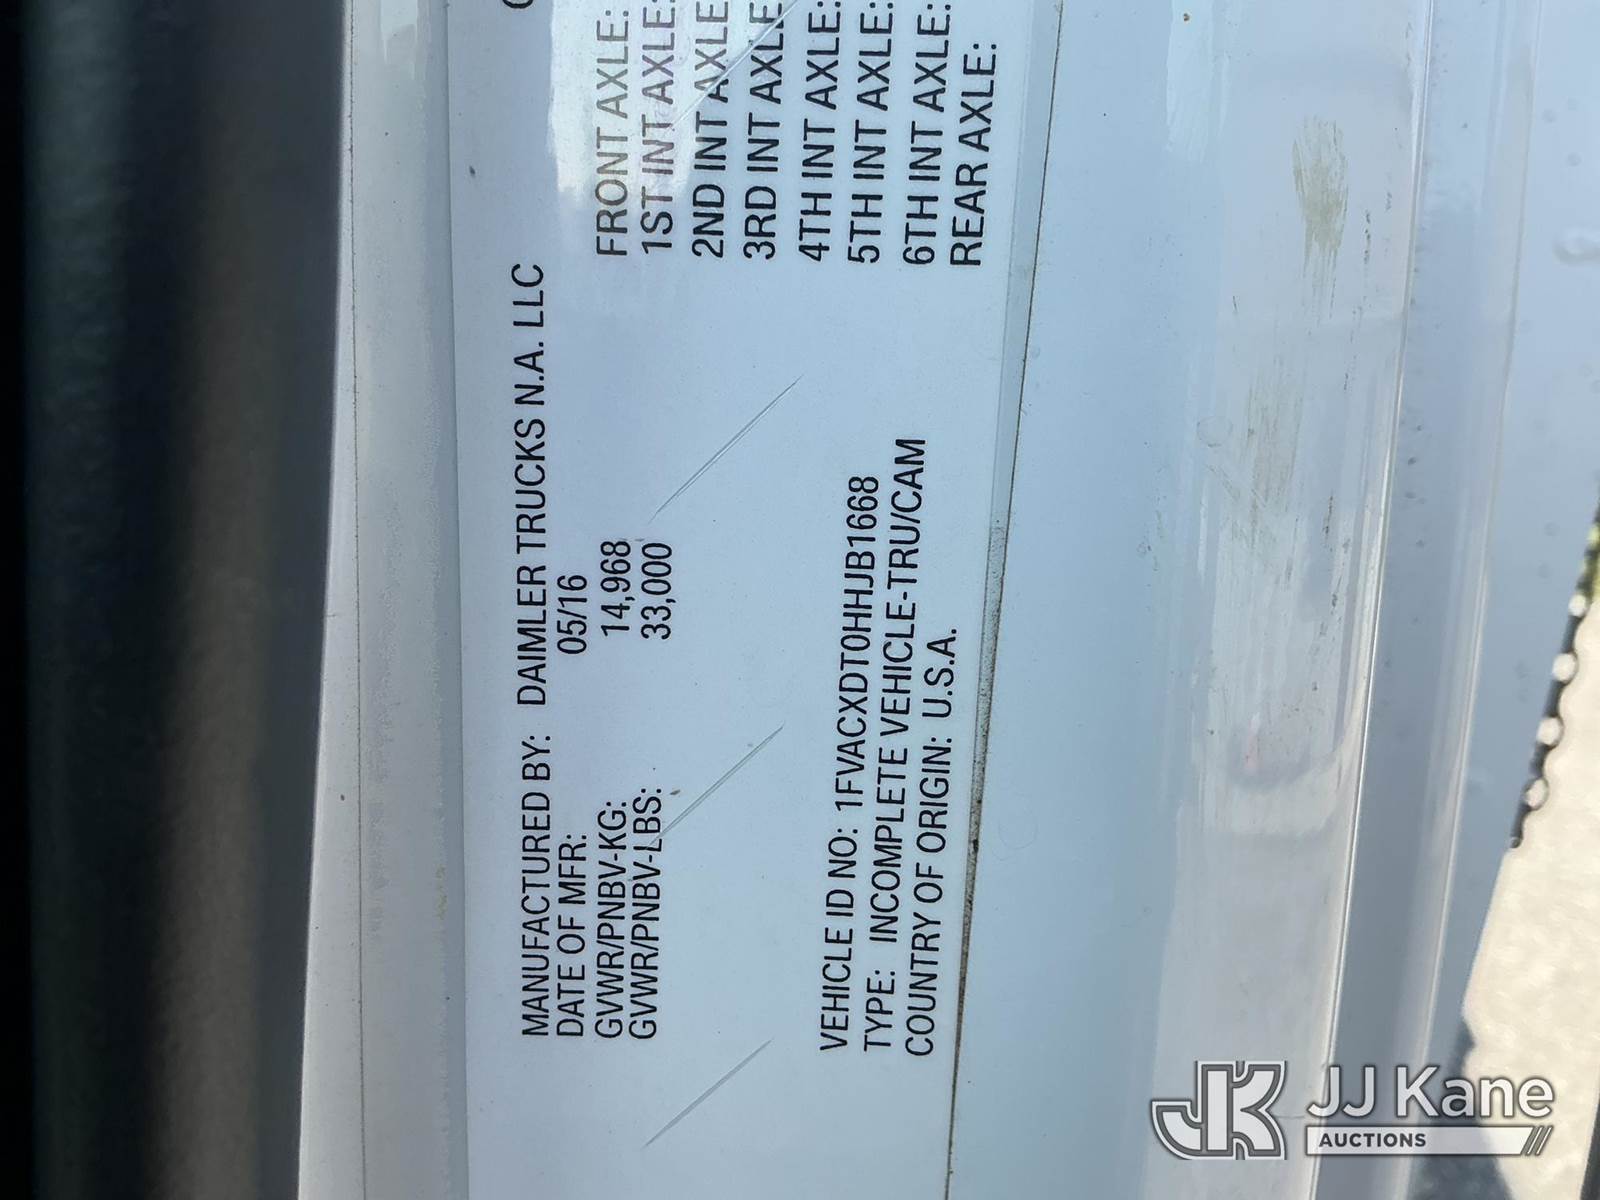 MANUFACTURED BY: DAIMLER TRUCKS N.A. LLC
DATE OF MFR: 05/16
GVWR/PNBV-KG: 14,968
GVWR/PNBV-LBS: 33,000
VEHICLE ID NO: 1FVACXDT0HHJB1668
TYPE: INCOMPLETE VEHICLE-TRU/CAM
COUNTRY OF ORIGIN: U.S.A.
FRONT AXLE:
1ST INT AXLE:
2ND INT AXLE
3RD INT AXLE
4TH INT AXLE:
5TH INT AXLE:
6TH INT AXLE:
REAR AXLE:
JK JJ Kane
AUCTIONS